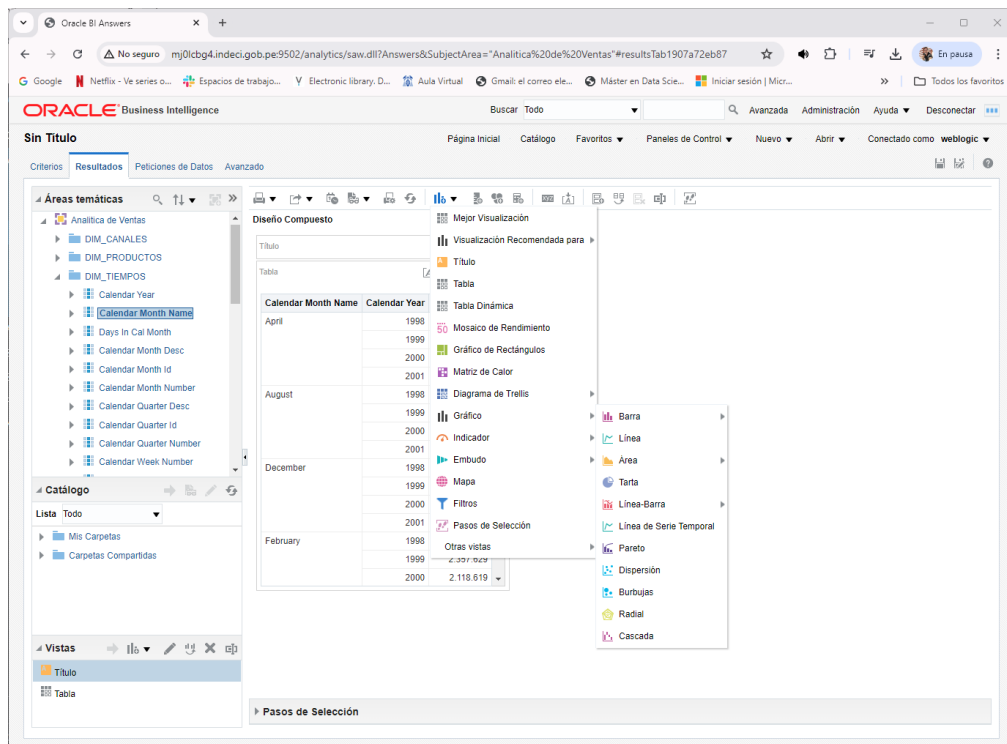 Oracle BI Answers
No seguro mj0lcbg4.indeci.gob.pe:9502/analytics/saw.dll?Answers&SubjectArea="Analitica%20de%20Ventas"#resultsTab1907a72eb87 En pausa
Google Netflix - Ve series o... Espacios de trabajo... Electronic library. D... Aula Virtual Gmail: el correo ele... Máster en Data Scie... Iniciar sesión | Micr... » Todos los favoritos
ORACLE Business Intelligence Buscar Todo Avanzada Administración Ayuda Desconectar
Sin Título Página Inicial Catálogo Favoritos Paneles de Control Nuevo Abrir Conectado como weblogic
Criterios Resultados Peticiones de Datos Avanzado
Áreas temáticas
Analitica de Ventas
DIM_CANALES
DIM_PRODUCTOS
DIM_TIEMPOS
Calendar Year
Calendar Month Name
Days In Cal Month
Calendar Month Desc
Calendar Month Id
Calendar Month Number
Calendar Quarter Desc
Calendar Quarter Id
Calendar Quarter Number
Calendar Week Number
Catálogo
Lista Todo
Mis Carpetas
Carpetas Compartidas
Vistas
Título
Tabla
Diseño Compuesto
Título
Tabla
Calendar Month Name Calendar Year
April 1998
1999
2000
2001
August 1998
1999
2000
2001
December 1998
1999
2000
2001
February 1998
1999 2.357.629
2000 2.118.619
Mejor Visualización
Visualización Recomendada para
Título
Tabla
Tabla Dinámica
50 Mosaico de Rendimiento
Gráfico de Rectángulos
Matriz de Calor
Diagrama de Trellis
Gráfico
Indicador
Embudo
Mapa
Filtros
Pasos de Selección
Otras vistas
Barra
Línea
Área
Tarta
Línea-Barra
Línea de Serie Temporal
Pareto
Dispersión
Burbujas
Radial
Cascada
Pasos de Selección